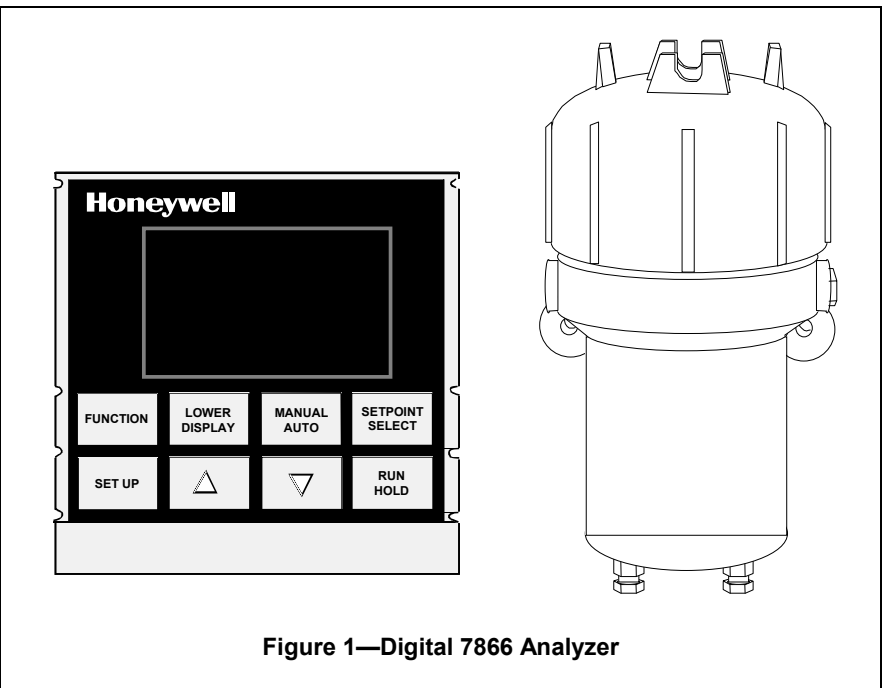 Honeywell
FUNCTION
LOWER
DISPLAY
MANUAL
AUTO
SETPOINT
SELECT
SET UP
RUN
HOLD
Figure 1—Digital 7866 Analyzer